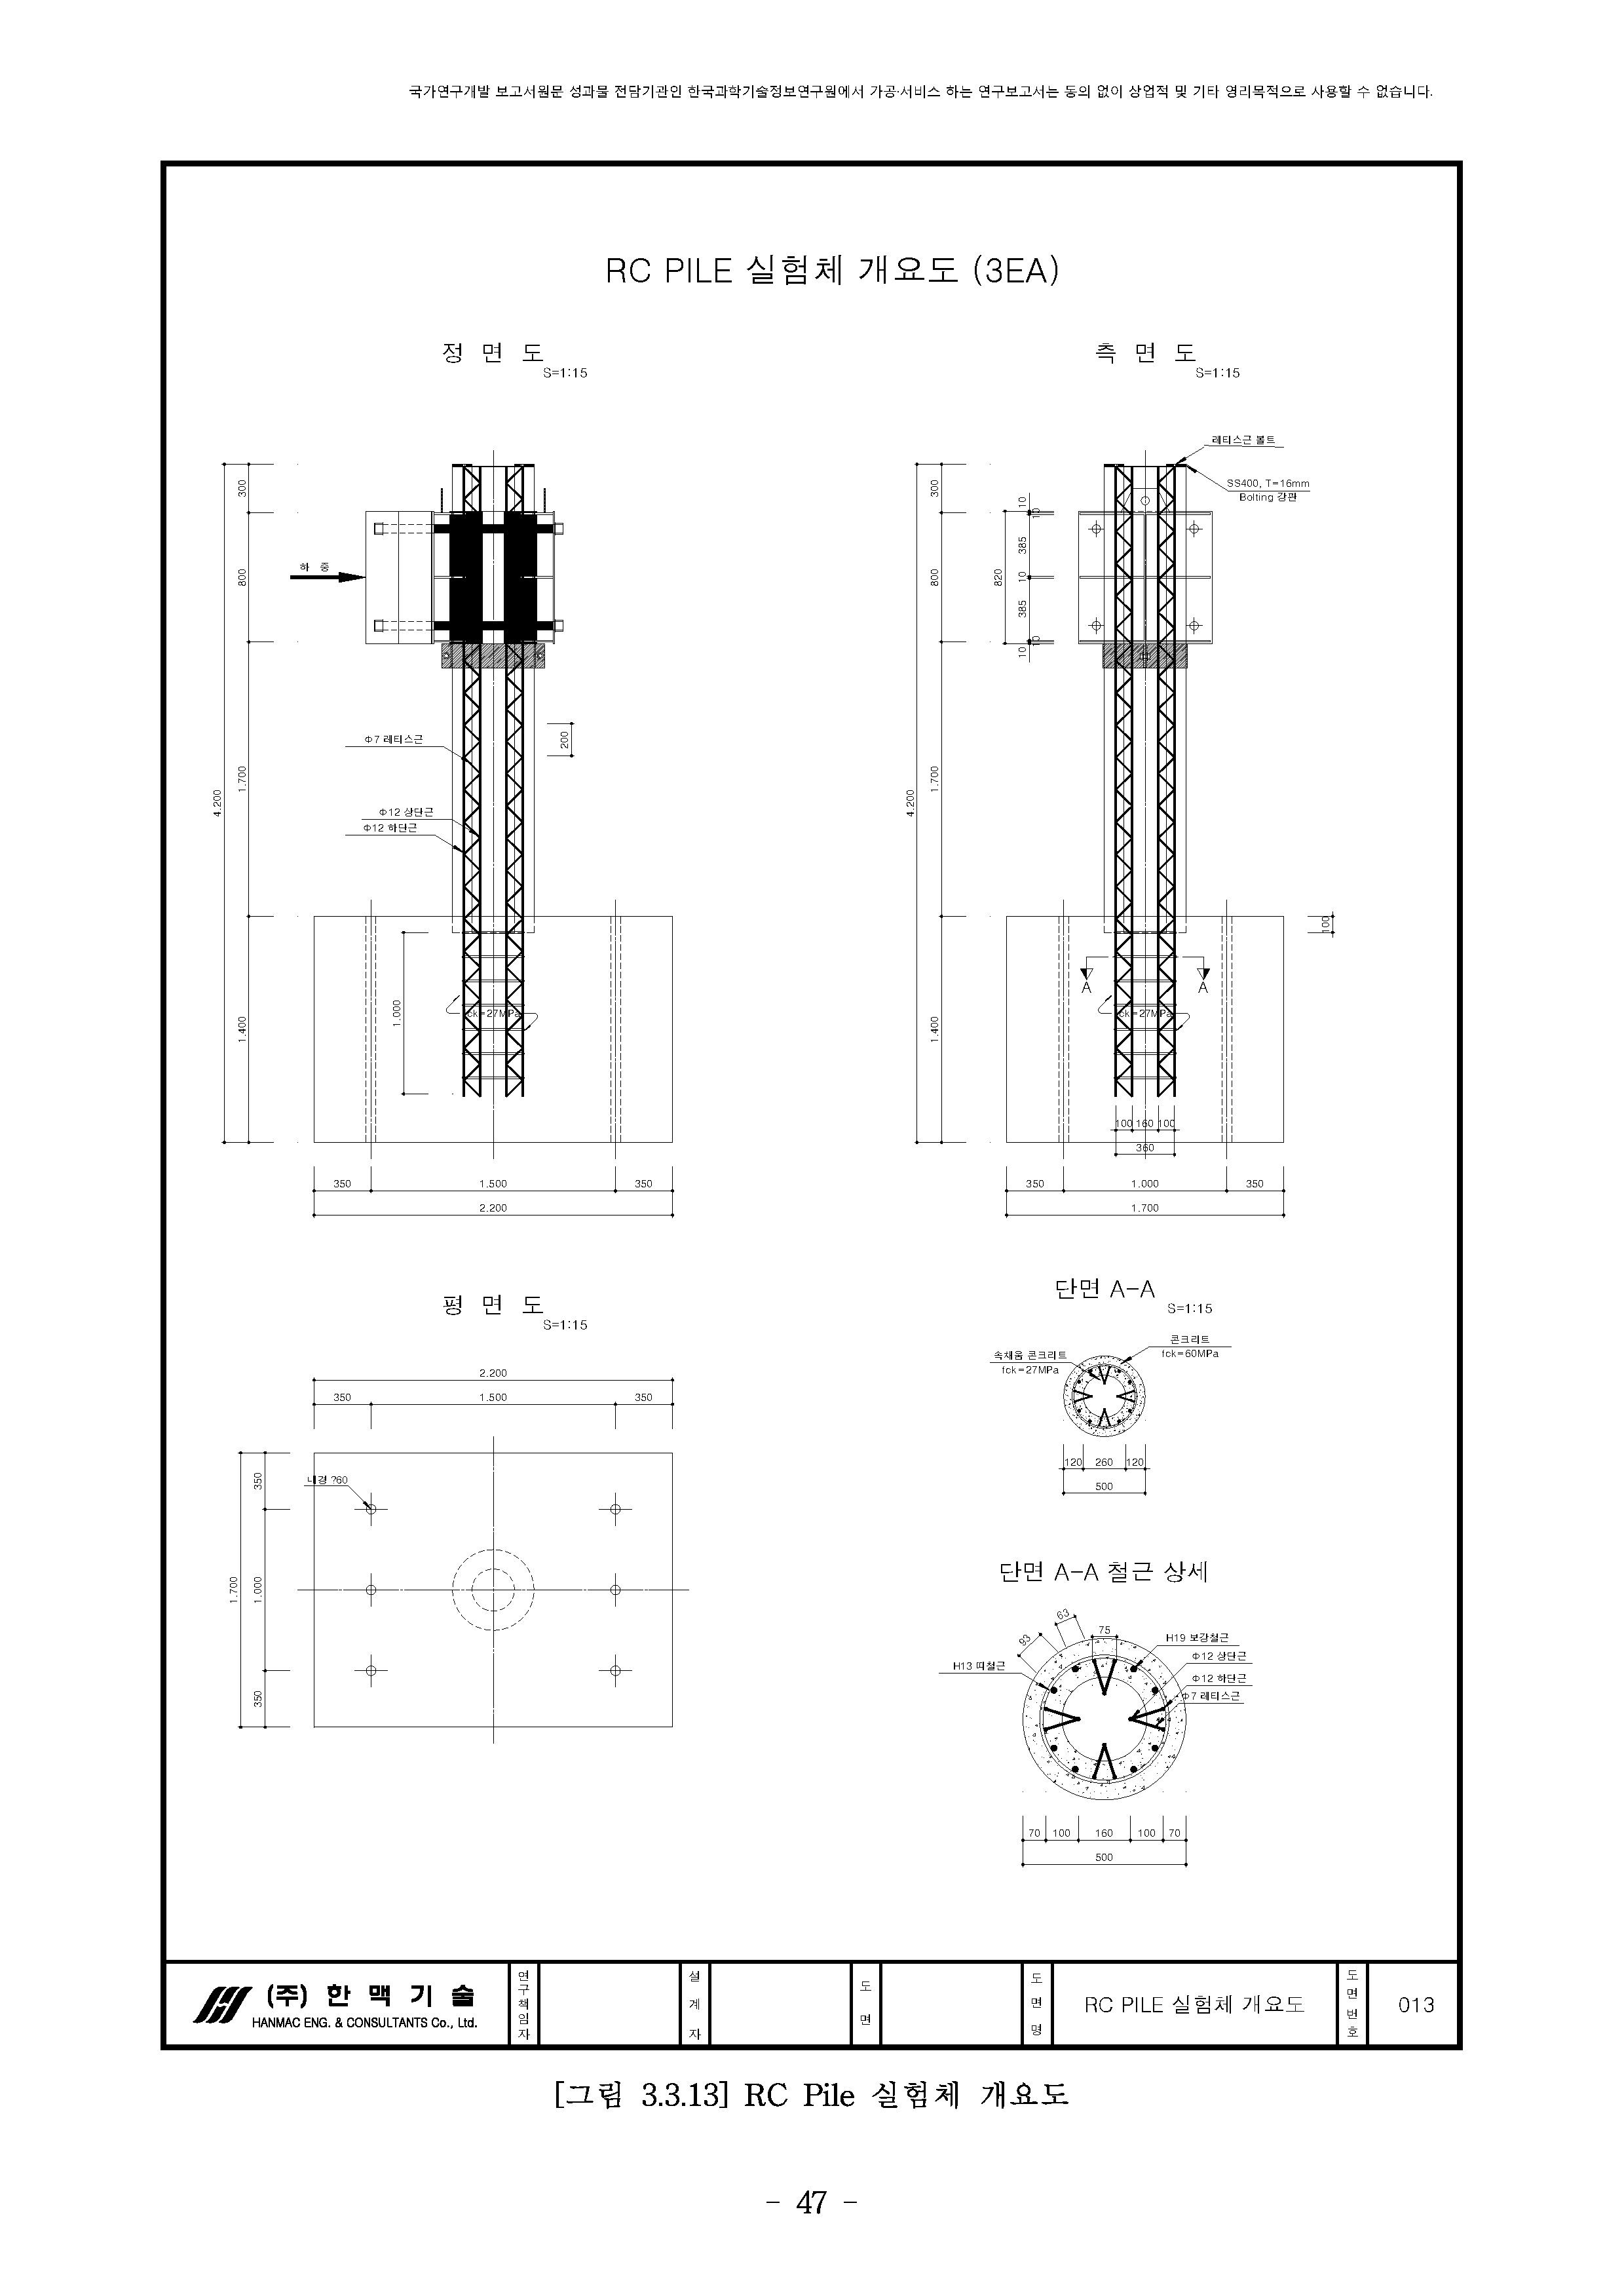 국가연구개발 보고서원문 성과물 전담기관인 한국과학기술정보연구원에서 가공·서비스 하는 연구보고서는 동의 없이 상업적 및 기타 영리목적으로 사용할 수 없습니다.
RC PILE 실험체 개요도 (3EA)
정 면 도
S=1:15
300
800
1.700
1.400
4.200
하 중
Φ7 래티스근
Φ12 상단근
Φ12 하단근
200
1.000
fck=27MPa
350 1.500 350
2.200
측 면 도
S=1:15
래티스근 볼트
SS400, T=16mm
Bolting 강판
300
800
1.700
1.400
4.200
10
10
385
10
385
10
10
820
100
A A
fck=27MPa
100 160 100
360
350 1.000 350
1.700
평 면 도
S=1:15
2.200
350 1.500 350
내경 ?60
350
1.000
350
1.700
단면 A-A
S=1:15
콘크리트
fck=60MPa
속채움 콘크리트
fck=27MPa
120 260 120
500
단면 A-A 철근 상세
63
93
75
H19 보강철근
Φ12 상단근
Φ12 하단근
Φ7 래티스근
H13 띠철근
70 100 160 100 70
500
(주) 한 맥 기 술
HANMAC ENG. & CONSULTANTS Co., Ltd.
연구책임자
설계자
도면
도면명
RC PILE 실험체 개요도
도면번호
013
[그림 3.3.13] RC Pile 실험체 개요도
- 47 -